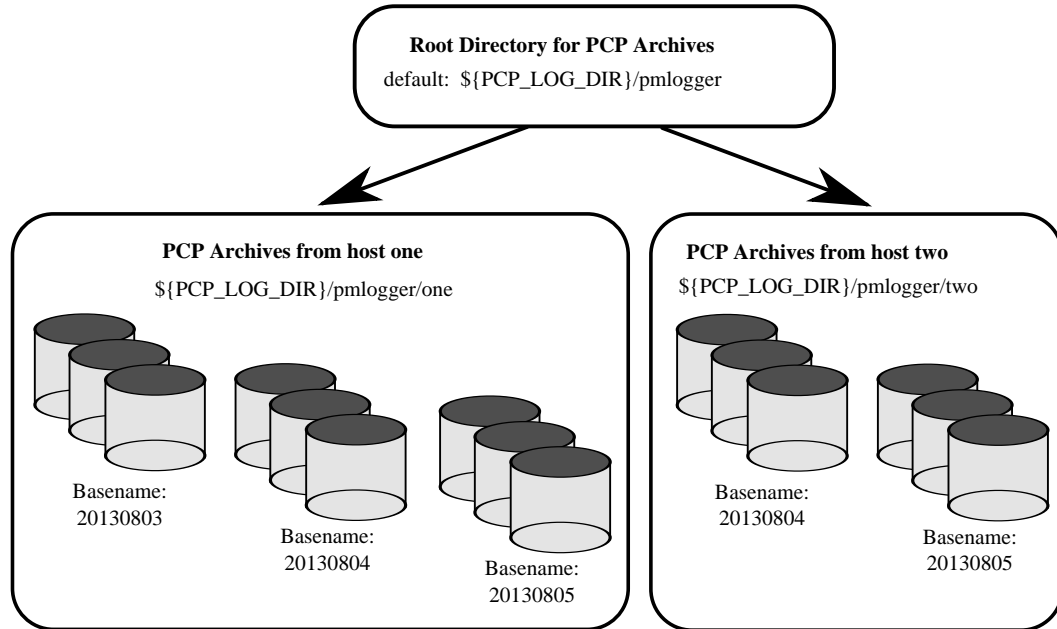 Root Directory for PCP Archives
default: ${PCP_LOG_DIR}/pmlogger
PCP Archives from host one
${PCP_LOG_DIR}/pmlogger/one
Basename:
20130803
Basename:
20130804
Basename:
20130805
PCP Archives from host two
${PCP_LOG_DIR}/pmlogger/two
Basename:
20130804
Basename:
20130805